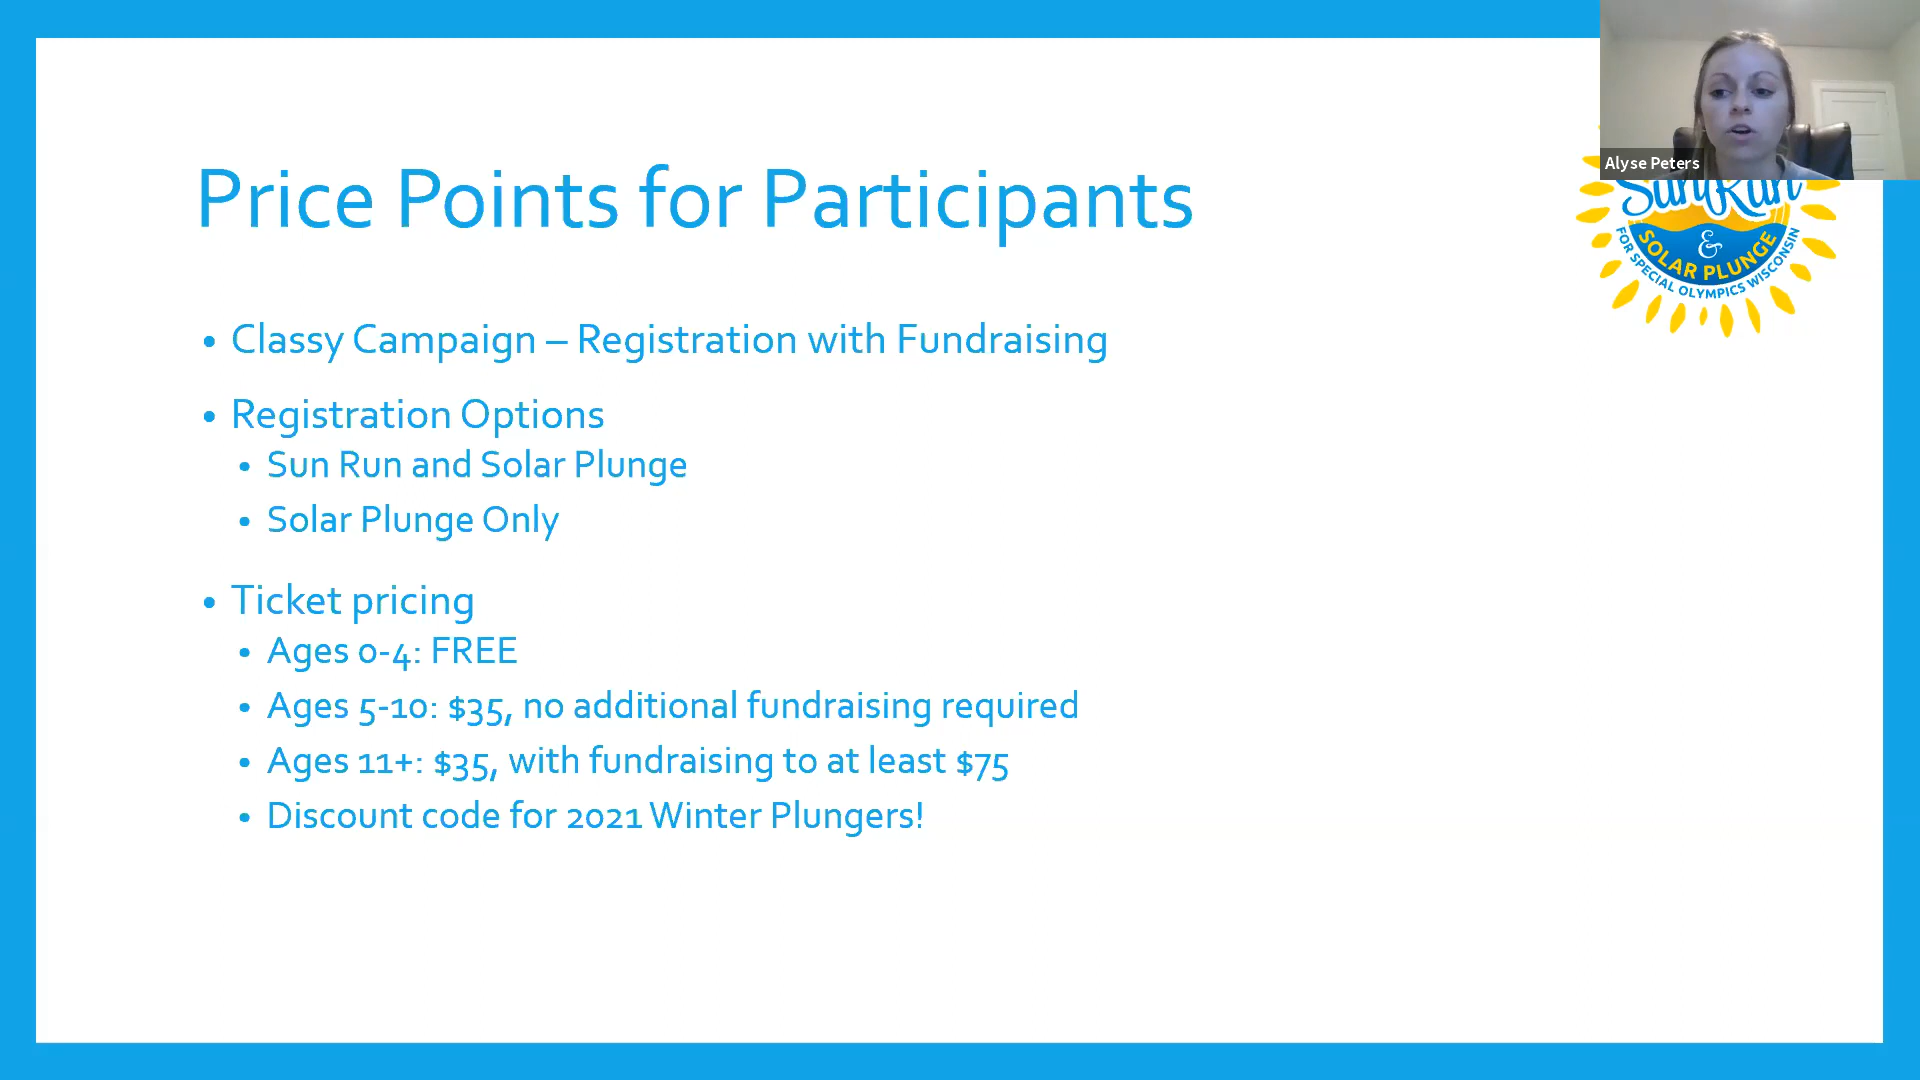 Price Points for Participants
• Classy Campaign – Registration with Fundraising
• Registration Options
• Sun Run and Solar Plunge
• Solar Plunge Only
• Ticket pricing
• Ages 0-4: FREE
• Ages 5-10: $35, no additional fundraising required
• Ages 11+: $35, with fundraising to at least $75
• Discount code for 2021 Winter Plungers!
Alyse Peters
Sun Run
&
SOLAR PLUNGE
FOR SPECIAL OLYMPICS WISCONSIN